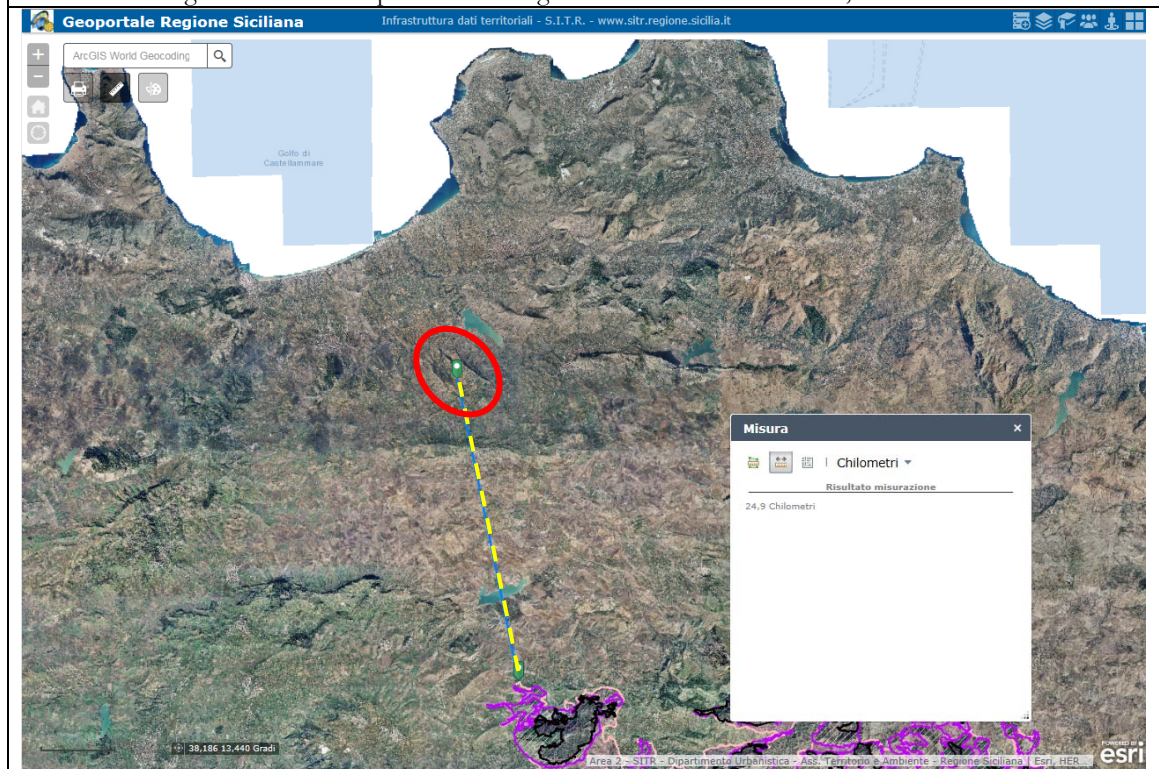 Geoportale Regione Siciliana
Infrastruttura dati territoriali - S.I.T.R. - www.sitr.regione.sicilia.it
+
ArcGIS World Geocoding
−
Golfo di
Castellammare
Misura ×
Chilometri
Risultato misurazione
24,9 Chilometri
38,186 13,440 Gradi
POWERED BY
esri
Area 2 - SITR - Dipartimento Urbanistica - Ass. Territorio e Ambiente - Regione Siciliana | Esri, HER